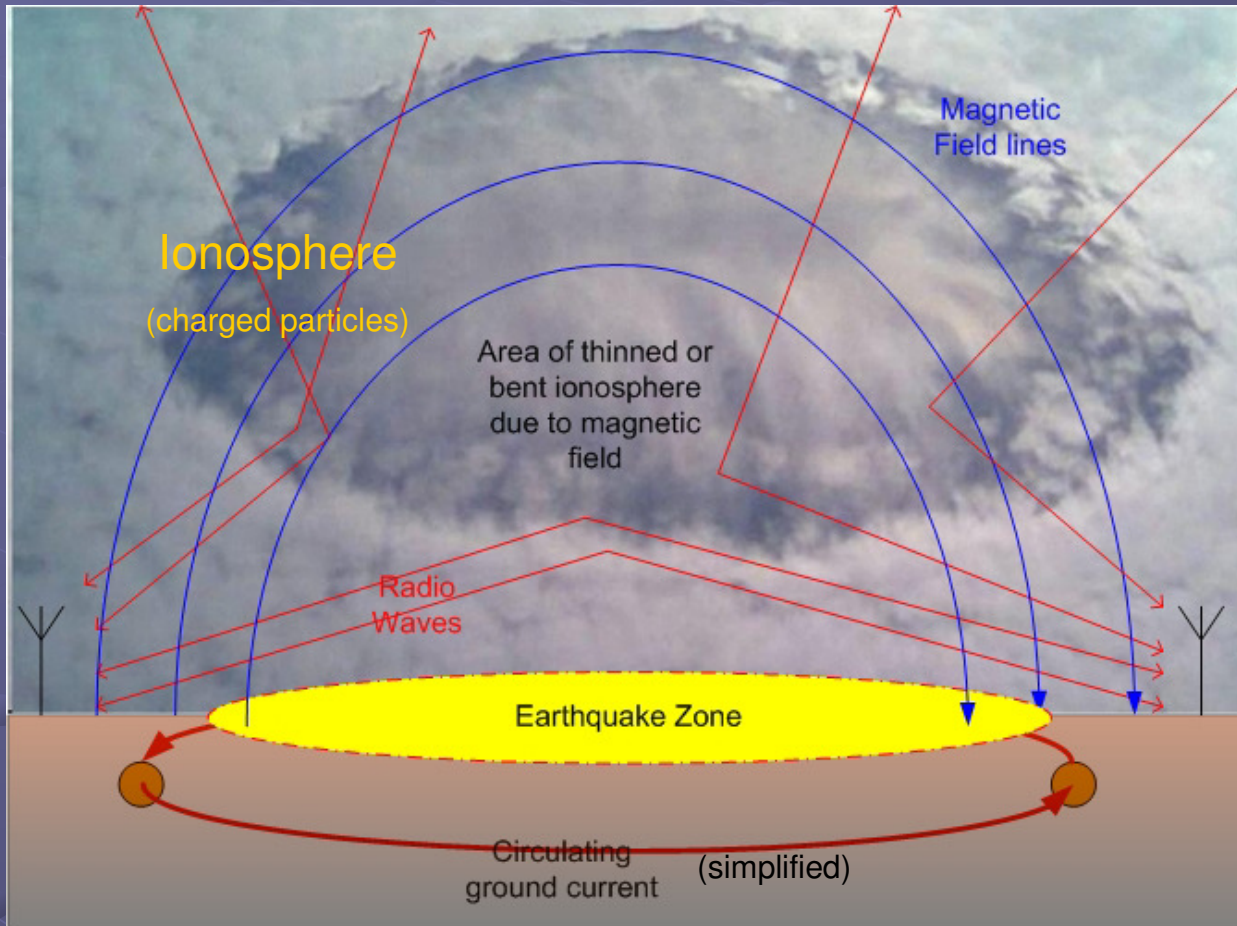 Magnetic
Field lines
Ionosphere
(charged particles)
Area of thinned or
bent ionosphere
due to magnetic
field
Radio
Waves
Earthquake Zone
Circulating
ground current
(simplified)